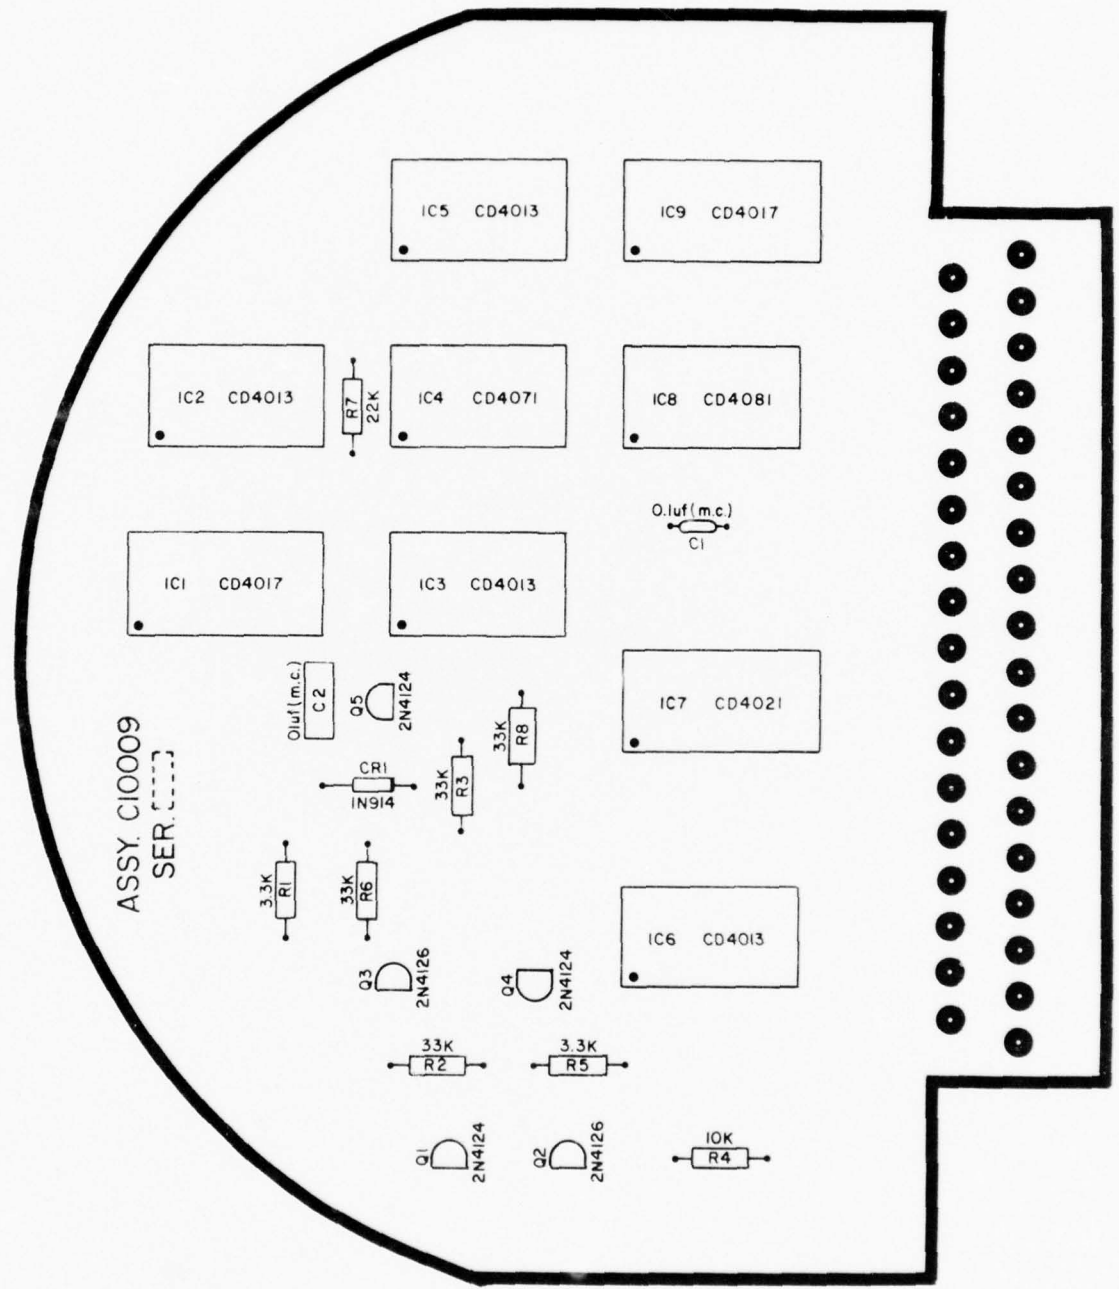 IC5 CD4013
IC9 CD4017
IC2 CD4013
R7
22K
IC4 CD4071
IC8 CD4081
0.1uf(m.c.)
C1
IC1 CD4017
IC3 CD4013
0.1uf(m.c.)
C2
Q5
2N4124
IC7 CD4021
33K
R8
CR1
1N914
33K
R3
ASSY. C10009
SER.
3.3K
R1
33K
R6
IC6 CD4013
Q3
2N4126
Q4
2N4124
33K
R2
3.3K
R5
Q1
2N4124
Q2
2N4126
10K
R4